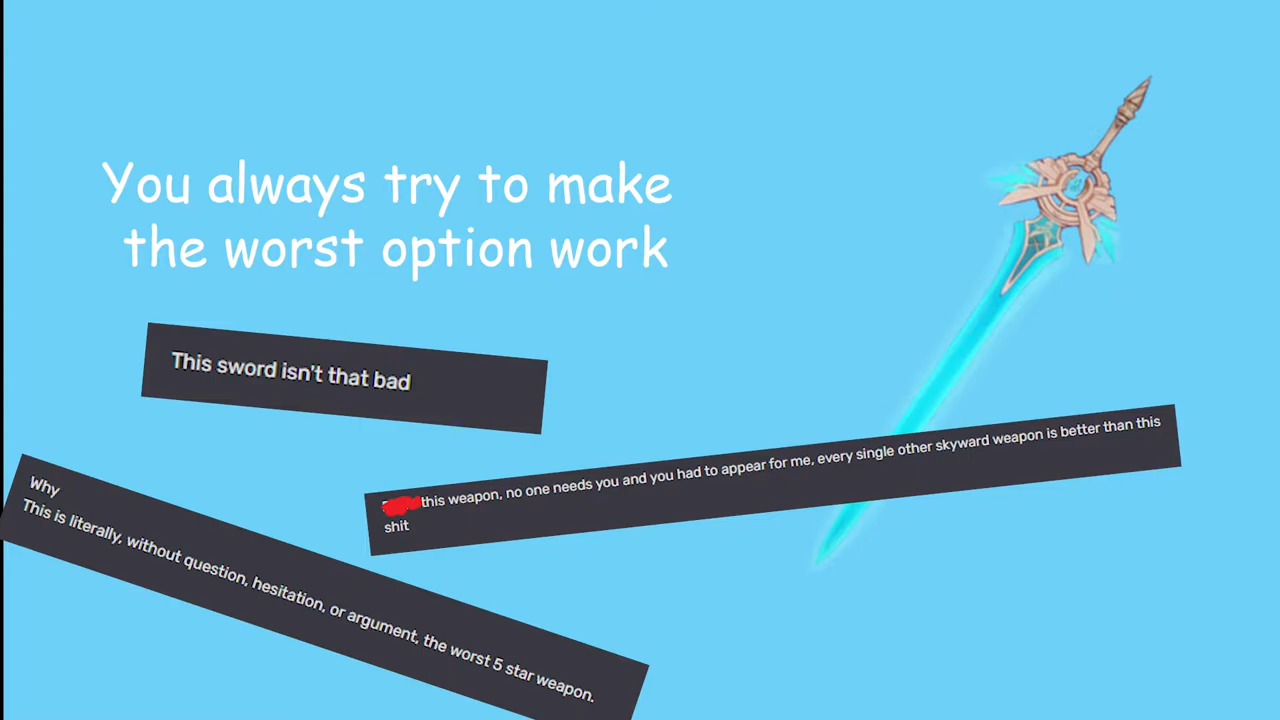 You always try to make
the worst option work
This sword isn't that bad
this weapon, no one needs you and you had to appear for me, every single other skyward weapon is better than this
shit
Why
This is literally, without question, hesitation, or argument, the worst 5 star weapon.